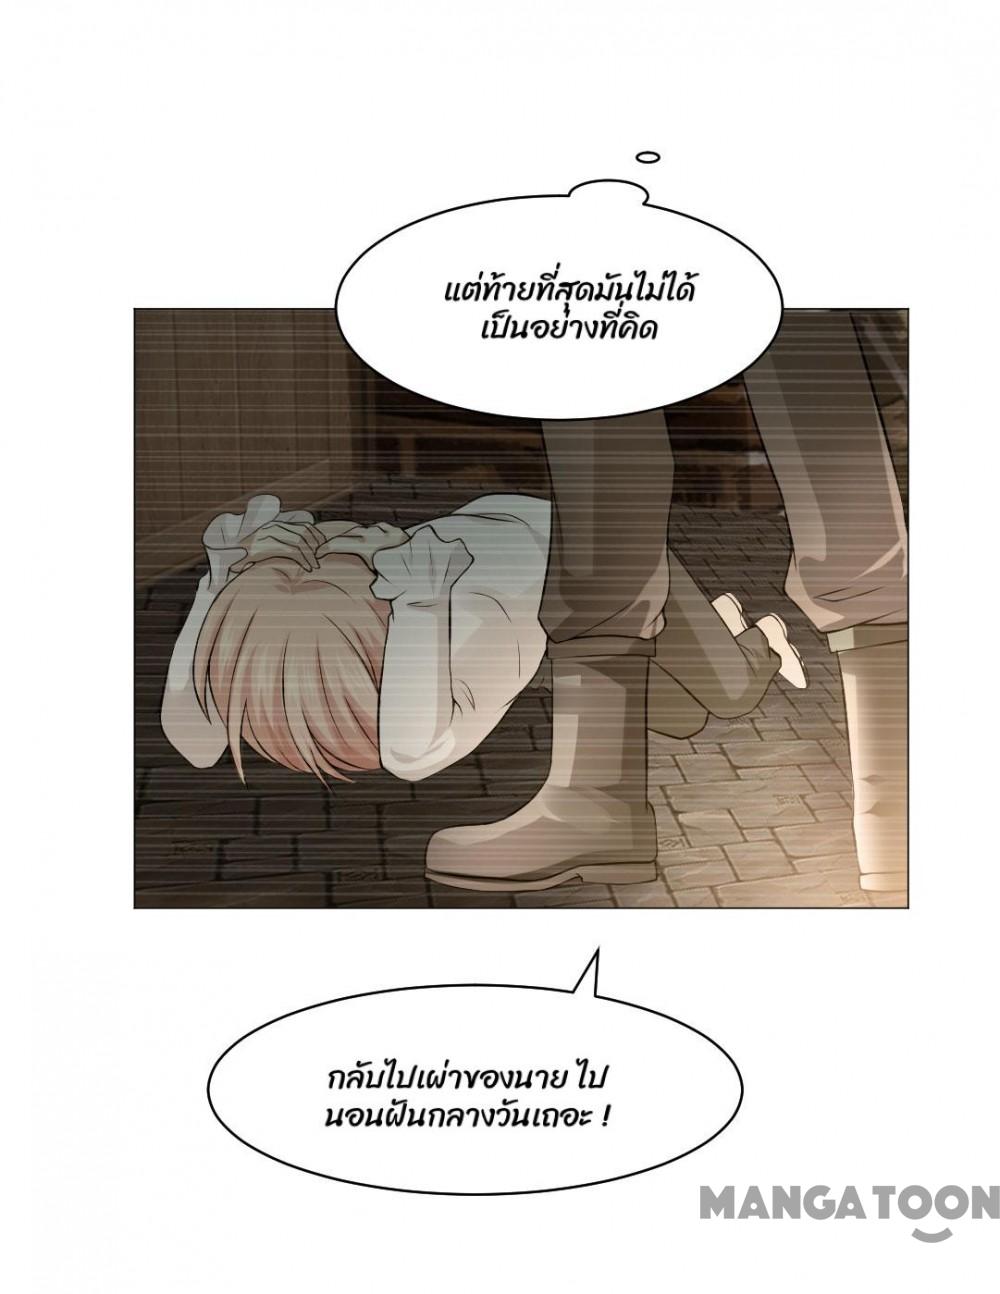 แต่ท้ายที่สุดมันไม่ได้
เป็นอย่างที่คิด
กลับไปเผ่าของนาย ไป
นอนฝันกลางวันเถอะ !
MANGATOON